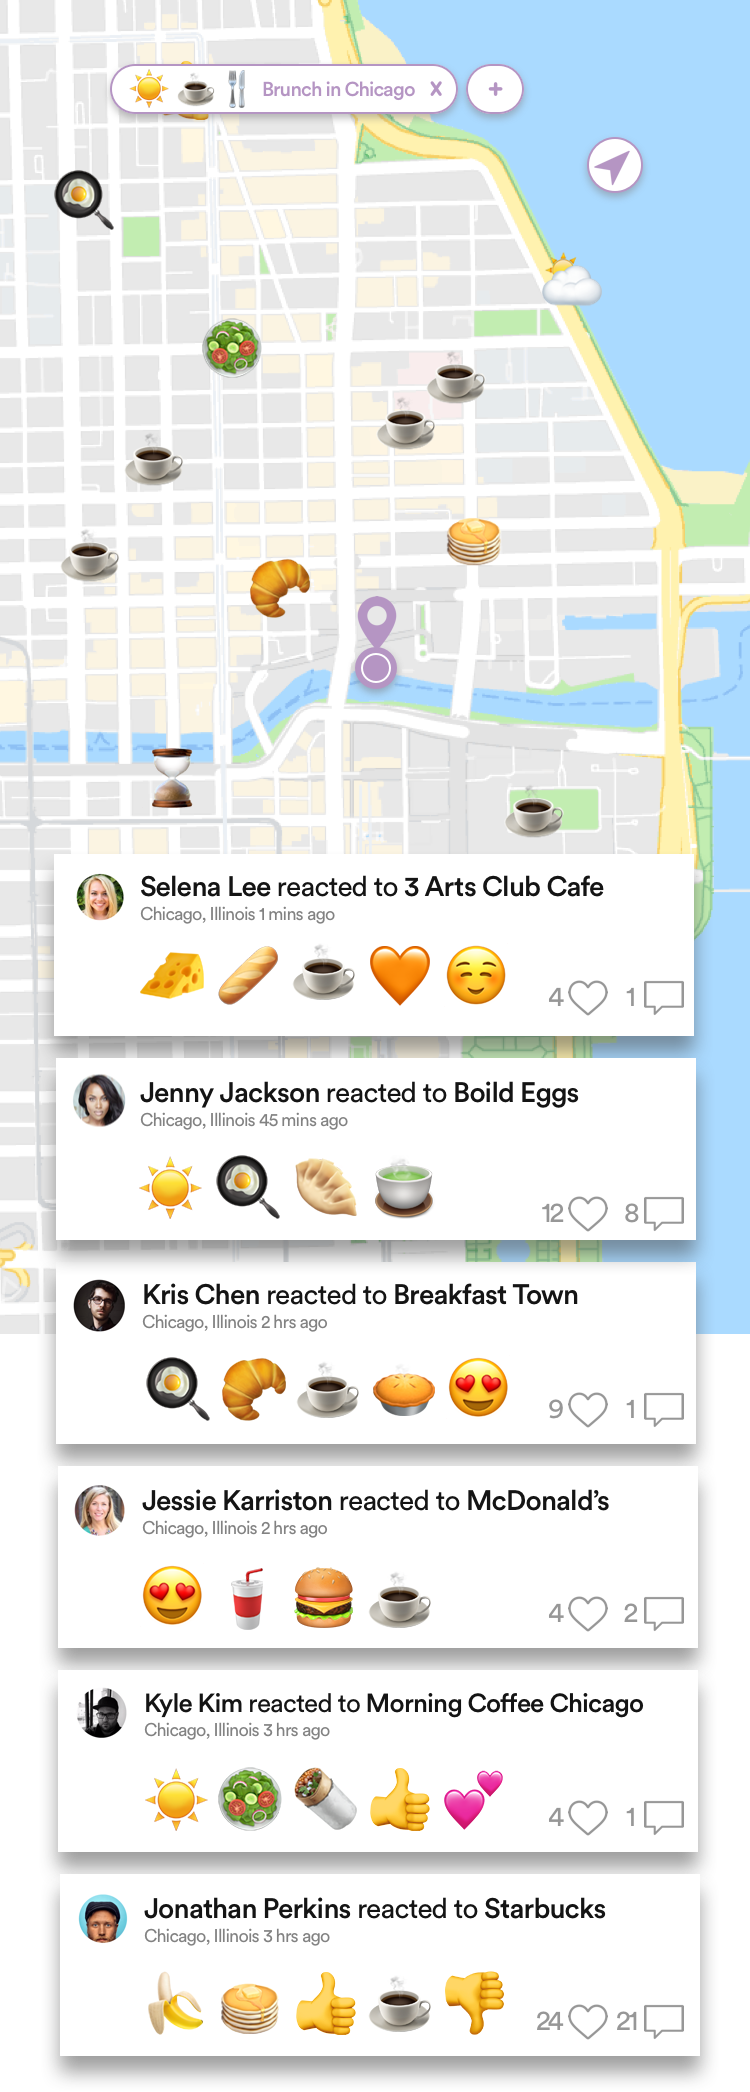 Brunch in Chicago X +
Selena Lee reacted to 3 Arts Club Cafe
Chicago, Illinois 1 mins ago
4 1
Jenny Jackson reacted to Boild Eggs
Chicago, Illinois 45 mins ago
12 8
Kris Chen reacted to Breakfast Town
Chicago, Illinois 2 hrs ago
9 1
Jessie Karriston reacted to McDonald’s
Chicago, Illinois 2 hrs ago
4 2
Kyle Kim reacted to Morning Coffee Chicago
Chicago, Illinois 3 hrs ago
4 1
Jonathan Perkins reacted to Starbucks
Chicago, Illinois 3 hrs ago
24 21